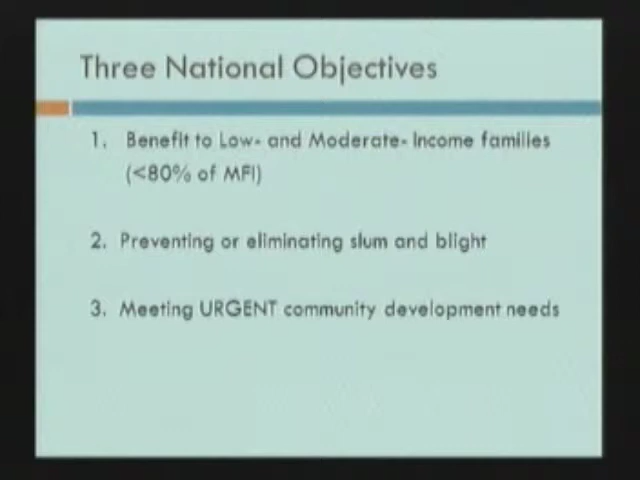 Three National Objectives
1. Benefit to Low- and Moderate- Income families
(<80% of MFI)
2. Preventing or eliminating slum and blight
3. Meeting URGENT community development needs